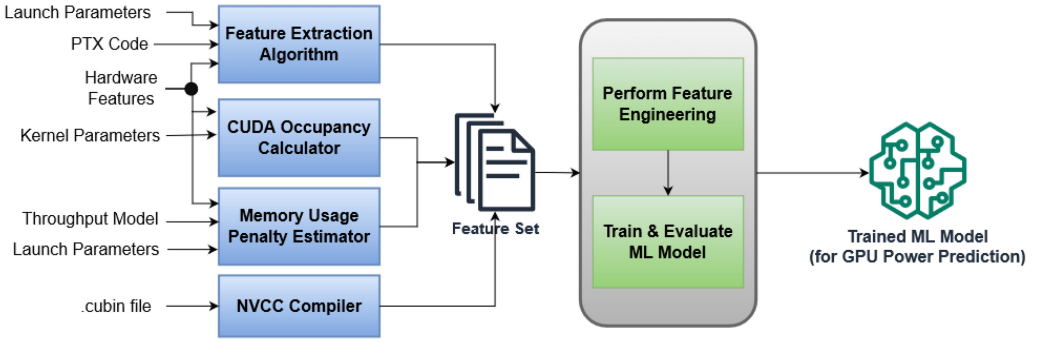 Launch Parameters
PTX Code
Hardware
Features
Kernel Parameters
Throughput Model
Launch Parameters
.cubin file
Feature Extraction
Algorithm
CUDA Occupancy
Calculator
Memory Usage
Penalty Estimator
NVCC Compiler
Feature Set
Perform Feature
Engineering
Train & Evaluate
ML Model
Trained ML Model
(for GPU Power Prediction)